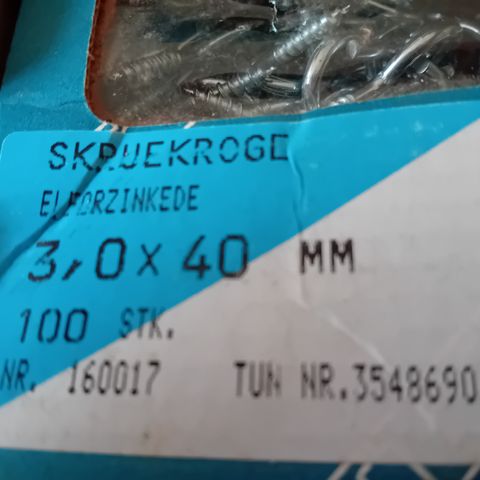 SKRUEKROGE
ELFORZINKEDE
3,0 x 40 MM
100 STK.
NR. 160017 TUN NR.3548690